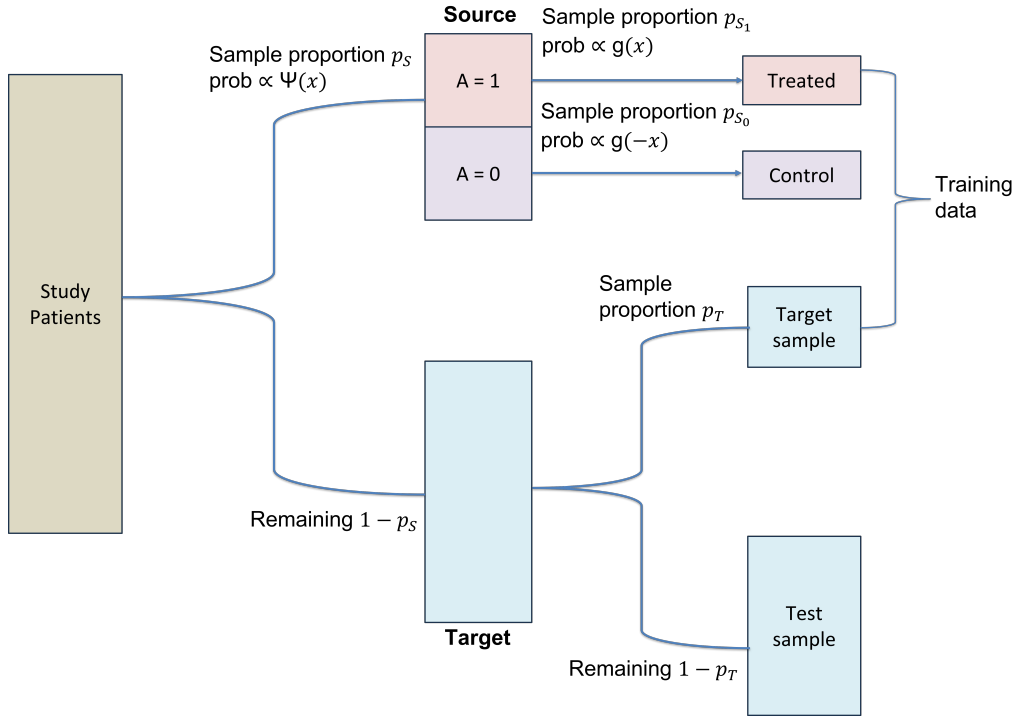 Source
Sample proportion p_{S_1}
prob ∝ g(x)
Sample proportion p_S
prob ∝ Ψ(x)
A = 1
Treated
Sample proportion p_{S_0}
prob ∝ g(−x)
A = 0
Control
Training
data
Study
Patients
Sample
proportion p_T
Target
sample
Remaining 1 − p_S
Target
Test
sample
Remaining 1 − p_T